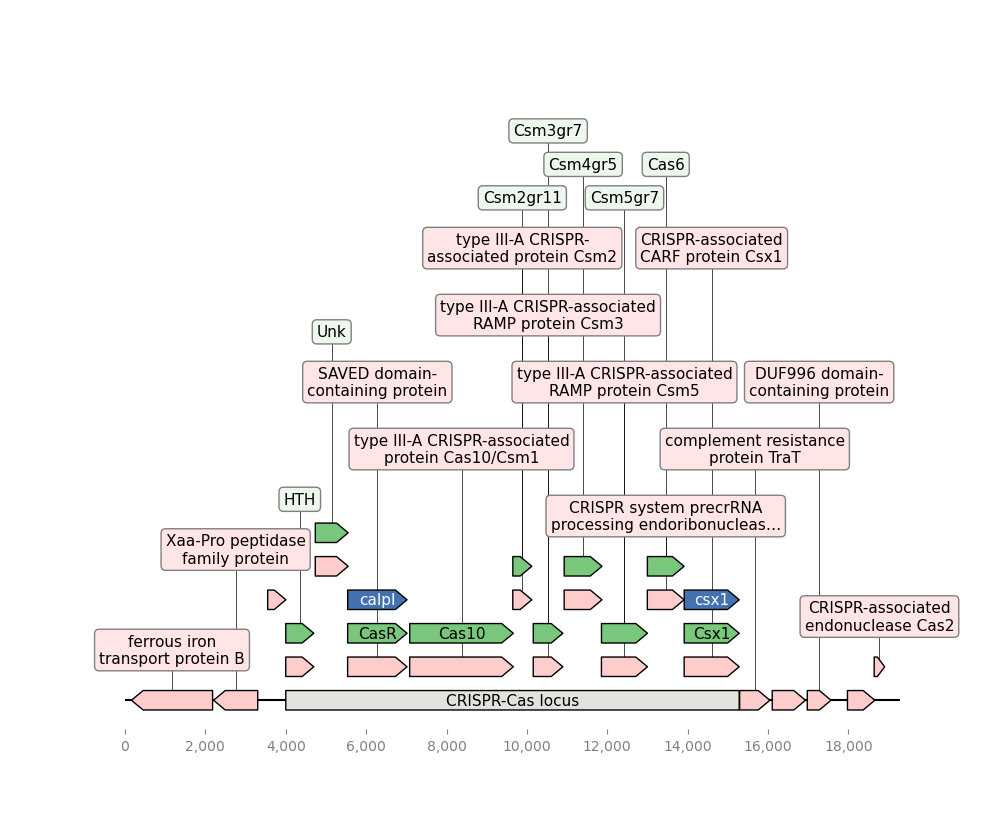 Csm3gr7
Csm4gr5
Cas6
Csm2gr11
Csm5gr7
type III-A CRISPR-
associated protein Csm2
CRISPR-associated
CARF protein Csx1
type III-A CRISPR-associated
RAMP protein Csm3
Unk
SAVED domain-
containing protein
type III-A CRISPR-associated
RAMP protein Csm5
DUF996 domain-
containing protein
type III-A CRISPR-associated
protein Cas10/Csm1
complement resistance
protein TraT
HTH
CRISPR system precrRNA
processing endoribonucleas…
Xaa-Pro peptidase
family protein
calpl
csx1
CRISPR-associated
endonuclease Cas2
ferrous iron
transport protein B
CasR
Cas10
Csx1
CRISPR-Cas locus
0 2,000 4,000 6,000 8,000 10,000 12,000 14,000 16,000 18,000